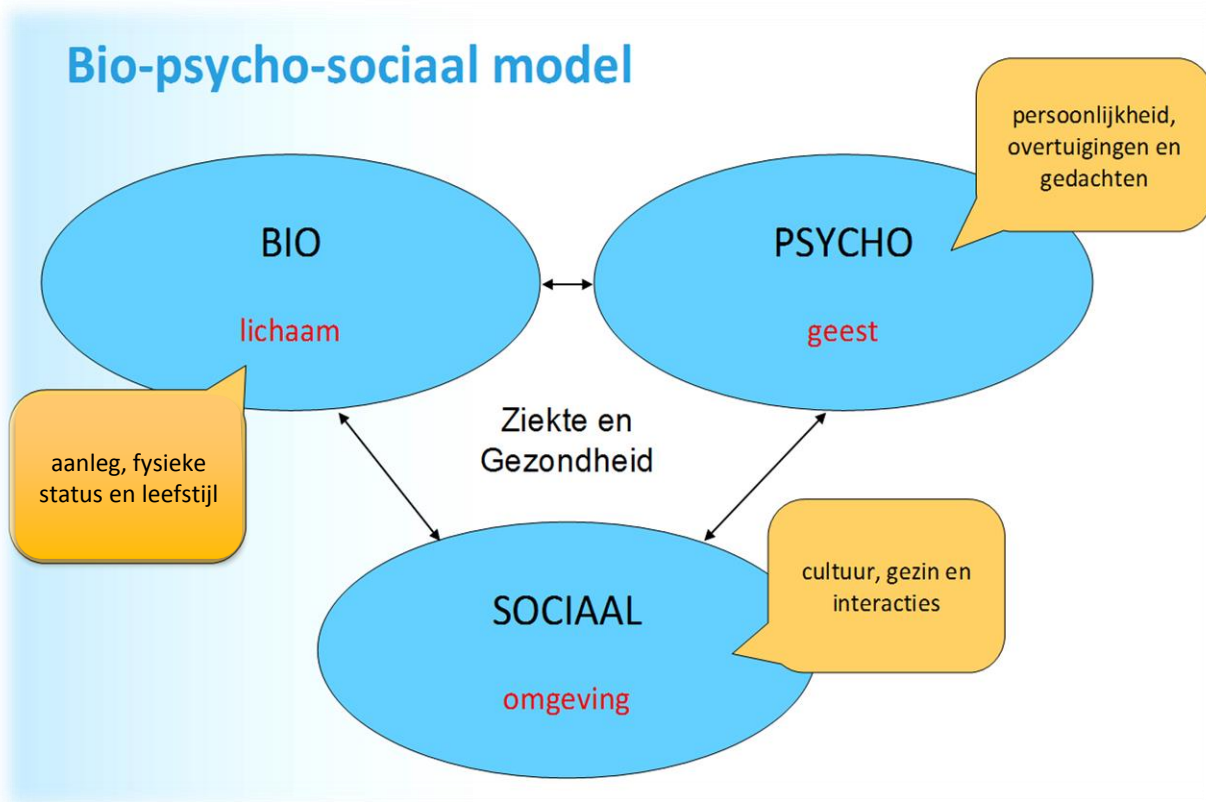 Bio-psycho-sociaal model
persoonlijkheid,
overtuigingen en
gedachten
BIO
lichaam
PSYCHO
geest
aanleg, fysieke
status en leefstijl
Ziekte en
Gezondheid
SOCIAAL
omgeving
cultuur, gezin en
interacties